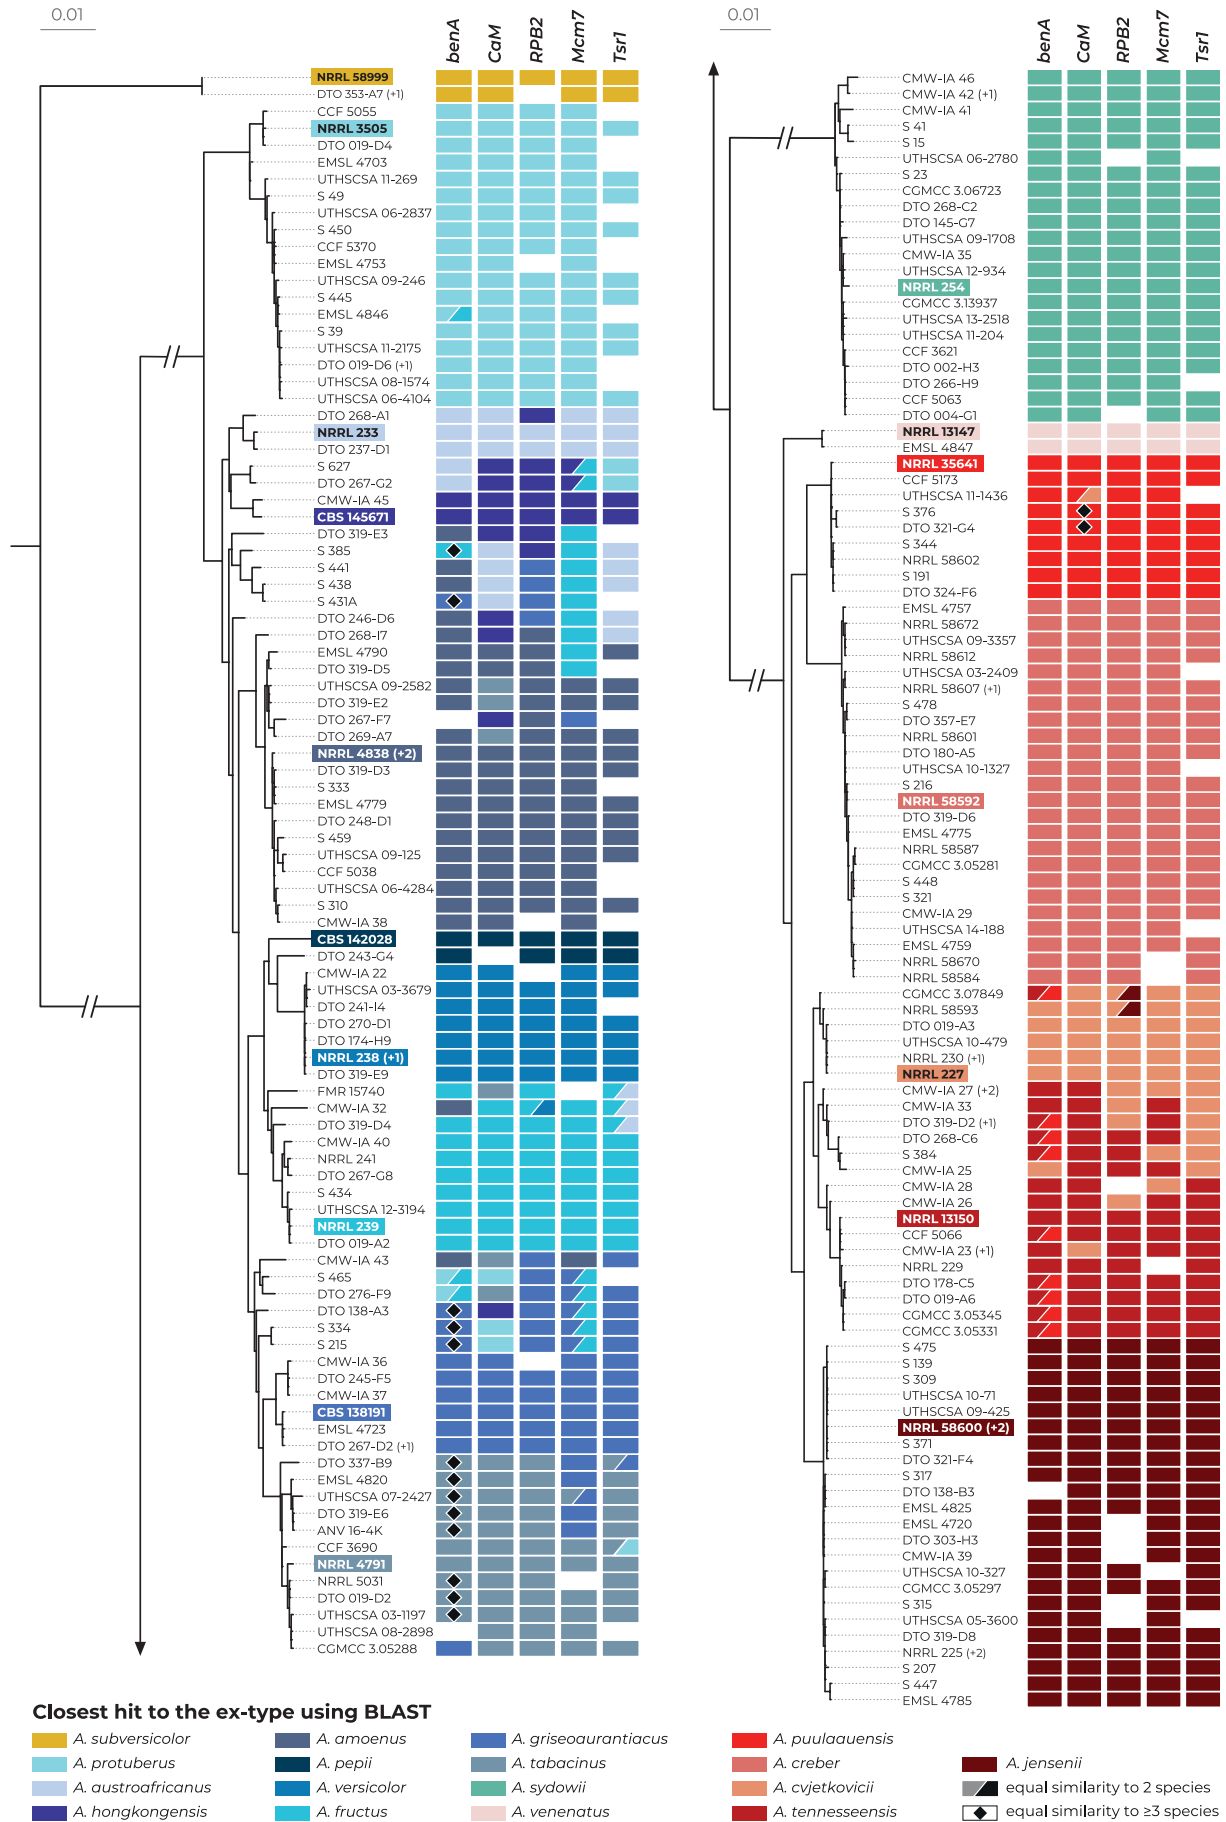 0.01
benA
CaM
RPB2
Mcm7
Tsr1
NRRL 58999
DTO 353-A7 (+1)
CCF 5055
NRRL 3505
DTO 019-D4
EMSL 4703
UTHSCSA 11-269
S 49
UTHSCSA 06-2837
S 450
CCF 5370
EMSL 4753
UTHSCSA 09-246
S 445
EMSL 4846
S 39
UTHSCSA 11-2175
DTO 019-D6 (+1)
UTHSCSA 08-1574
UTHSCSA 06-4104
DTO 268-A1
NRRL 233
DTO 237-D1
S 627
DTO 267-G2
CMW-IA 45
CBS 145671
DTO 319-E3
S 385
S 441
S 438
S 431A
DTO 246-D6
DTO 268-I7
EMSL 4790
DTO 319-D5
UTHSCSA 09-2582
DTO 319-E2
DTO 267-F7
DTO 269-A7
NRRL 4838 (+2)
DTO 319-D3
S 333
EMSL 4779
DTO 248-D1
S 459
UTHSCSA 09-125
CCF 5038
UTHSCSA 06-4284
S 310
CMW-IA 38
CBS 142028
DTO 243-G4
CMW-IA 22
UTHSCSA 03-3679
DTO 241-I4
DTO 270-D1
DTO 174-H9
NRRL 238 (+1)
DTO 319-E9
FMR 15740
CMW-IA 32
DTO 319-D4
CMW-IA 40
NRRL 241
DTO 267-G8
S 434
UTHSCSA 12-3194
NRRL 239
DTO 019-A2
CMW-IA 43
S 465
DTO 276-F9
DTO 138-A3
S 334
S 215
CMW-IA 36
DTO 245-F5
CMW-IA 37
CBS 138191
EMSL 4723
DTO 267-D2 (+1)
DTO 337-B9
EMSL 4820
UTHSCSA 07-2427
DTO 319-E6
ANV 16-4K
CCF 3690
NRRL 4791
NRRL 5031
DTO 019-D2
UTHSCSA 03-1197
UTHSCSA 08-2898
CGMCC 3.05288
0.01
benA
CaM
RPB2
Mcm7
Tsr1
CMW-IA 46
CMW-IA 42 (+1)
CMW-IA 41
S 41
S 15
UTHSCSA 06-2780
S 23
CGMCC 3.06723
DTO 268-C2
DTO 145-G7
UTHSCSA 09-1708
CMW-IA 35
UTHSCSA 12-934
NRRL 254
CGMCC 3.13937
UTHSCSA 13-2518
UTHSCSA 11-204
CCF 3621
DTO 002-H3
DTO 266-H9
CCF 5063
DTO 004-G1
NRRL 13147
EMSL 4847
NRRL 35641
CCF 5173
UTHSCSA 11-1436
S 376
DTO 321-G4
S 344
NRRL 58602
S 191
DTO 324-F6
EMSL 4757
NRRL 58672
UTHSCSA 09-3357
NRRL 58612
UTHSCSA 03-2409
NRRL 58607 (+1)
S 478
DTO 357-E7
NRRL 58601
DTO 180-A5
UTHSCSA 10-1327
S 216
NRRL 58592
DTO 319-D6
EMSL 4775
NRRL 58587
CGMCC 3.05281
S 448
S 321
CMW-IA 29
UTHSCSA 14-188
EMSL 4759
NRRL 58670
NRRL 58584
CGMCC 3.07849
NRRL 58593
DTO 019-A3
UTHSCSA 10-479
NRRL 230 (+1)
NRRL 227
CMW-IA 27 (+2)
CMW-IA 33
DTO 319-D2 (+1)
DTO 268-C6
S 384
CMW-IA 25
CMW-IA 28
CMW-IA 26
NRRL 13150
CCF 5066
CMW-IA 23 (+1)
NRRL 229
DTO 178-C5
DTO 019-A6
CGMCC 3.05345
CGMCC 3.05331
S 475
S 139
S 309
UTHSCSA 10-71
UTHSCSA 09-425
NRRL 58600 (+2)
S 371
DTO 321-F4
S 317
DTO 138-B3
EMSL 4825
EMSL 4720
DTO 303-H3
CMW-IA 39
UTHSCSA 10-327
CGMCC 3.05297
S 315
UTHSCSA 05-3600
DTO 319-D8
NRRL 225 (+2)
S 207
S 447
EMSL 4785
Closest hit to the ex-type using BLAST
A. subversicolor
A. protuberus
A. austroafricanus
A. hongkongensis
A. amoenus
A. pepii
A. versicolor
A. fructus
A. griseoaurantiacus
A. tabacinus
A. sydowii
A. venenatus
A. puulaauensis
A. creber
A. cvjetkovicii
A. tennesseensis
A. jensenii
equal similarity to 2 species
equal similarity to ≥3 species